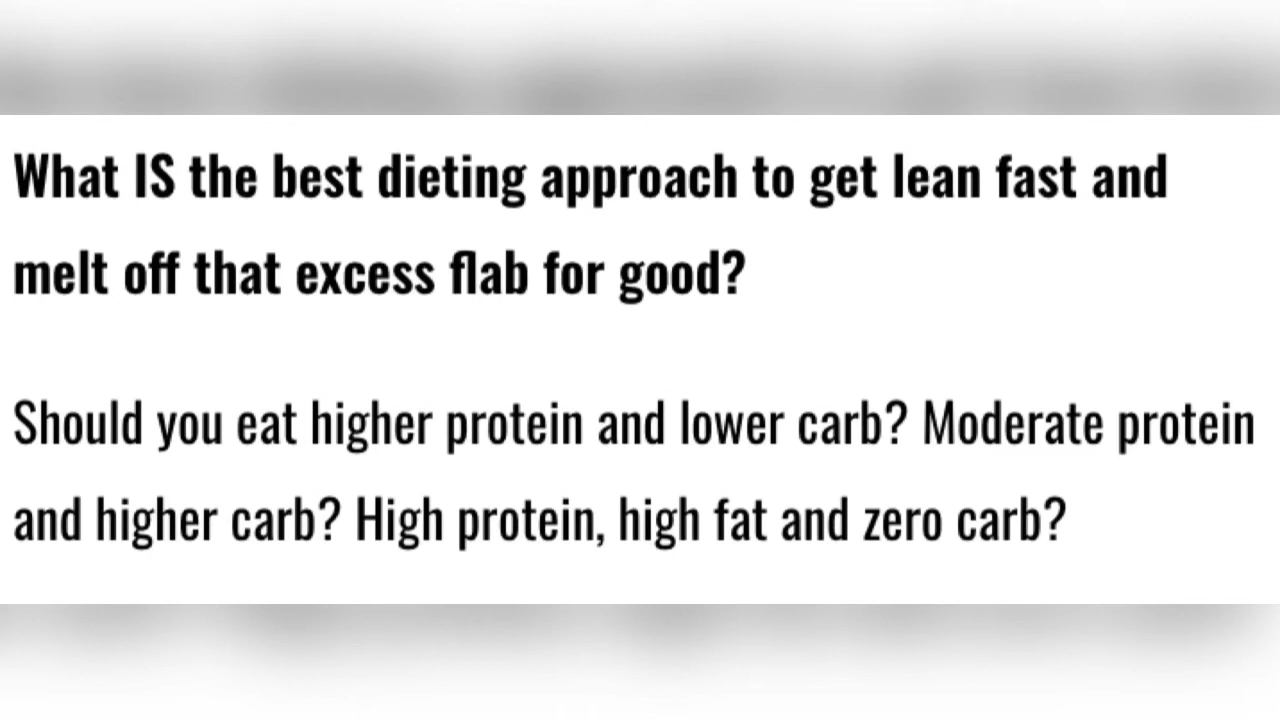 What IS the best dieting approach to get lean fast and
melt off that excess flab for good?
Should you eat higher protein and lower carb? Moderate protein
and higher carb? High protein, high fat and zero carb?